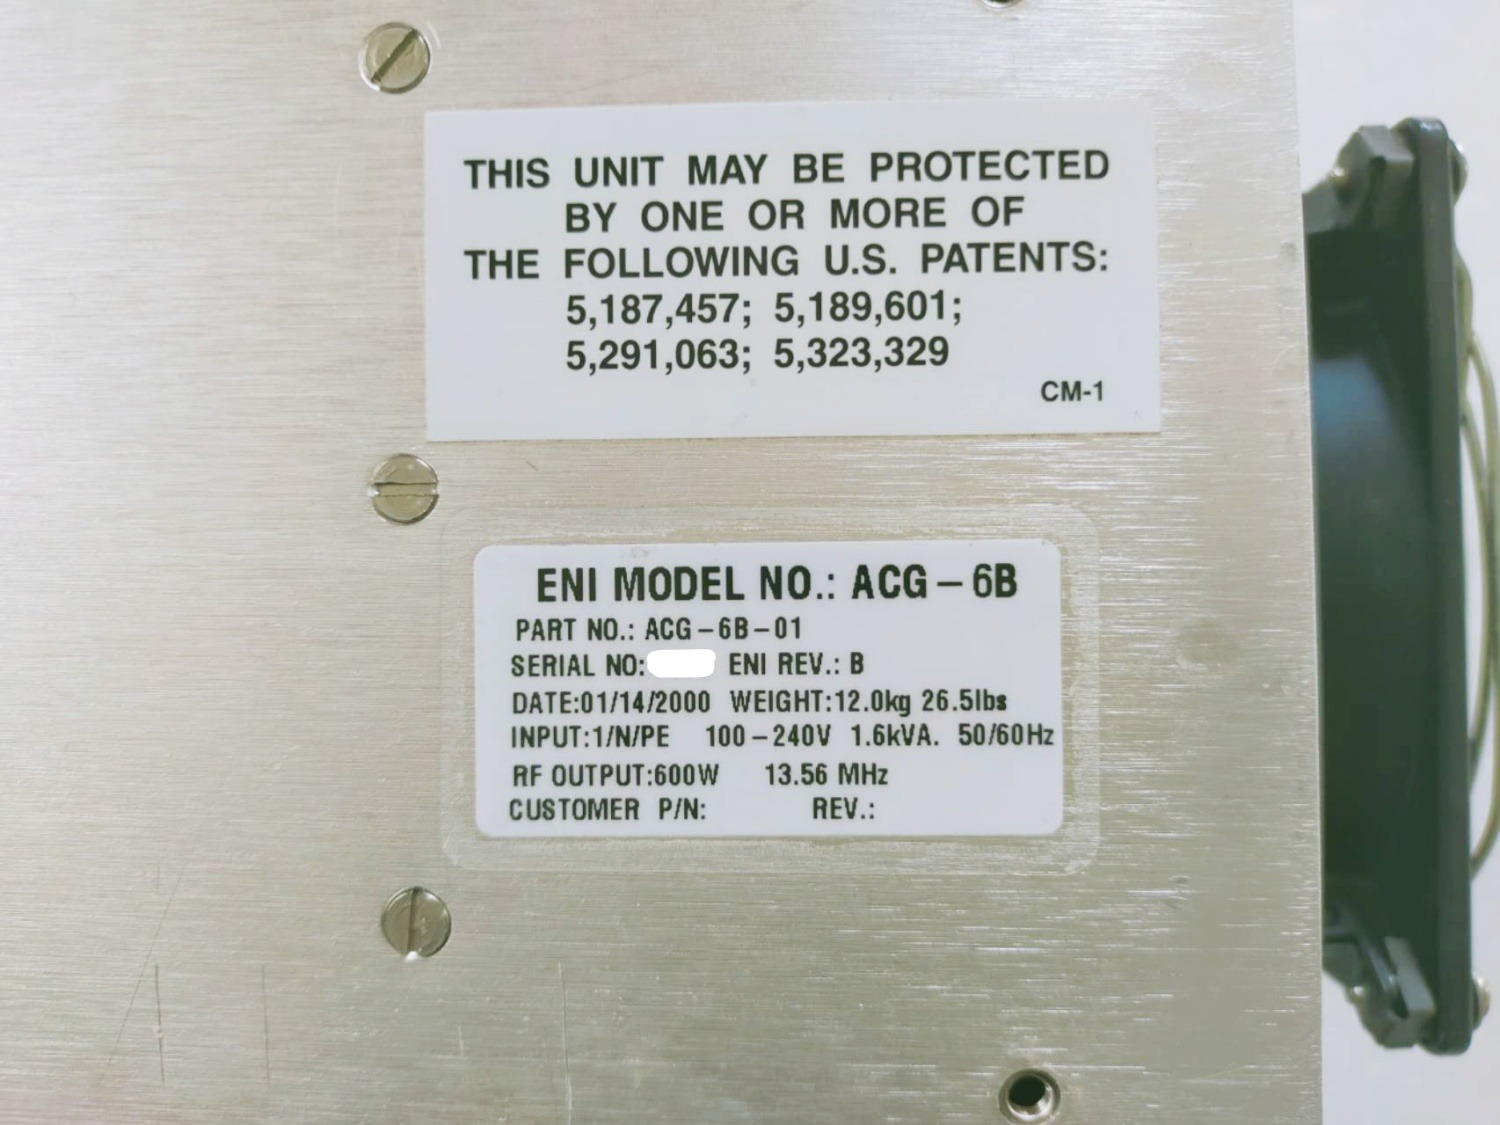 THIS UNIT MAY BE PROTECTED
BY ONE OR MORE OF
THE FOLLOWING U.S. PATENTS:
5,187,457; 5,189,601;
5,291,063; 5,323,329
CM-1
ENI MODEL NO.: ACG – 6B
PART NO.: ACG – 6B – 01
SERIAL NO: ENI REV.: B
DATE:01/14/2000 WEIGHT:12.0kg 26.5lbs
INPUT:1/N/PE 100 – 240V 1.6kVA. 50/60Hz
RF OUTPUT:600W 13.56 MHz
CUSTOMER P/N: REV.: